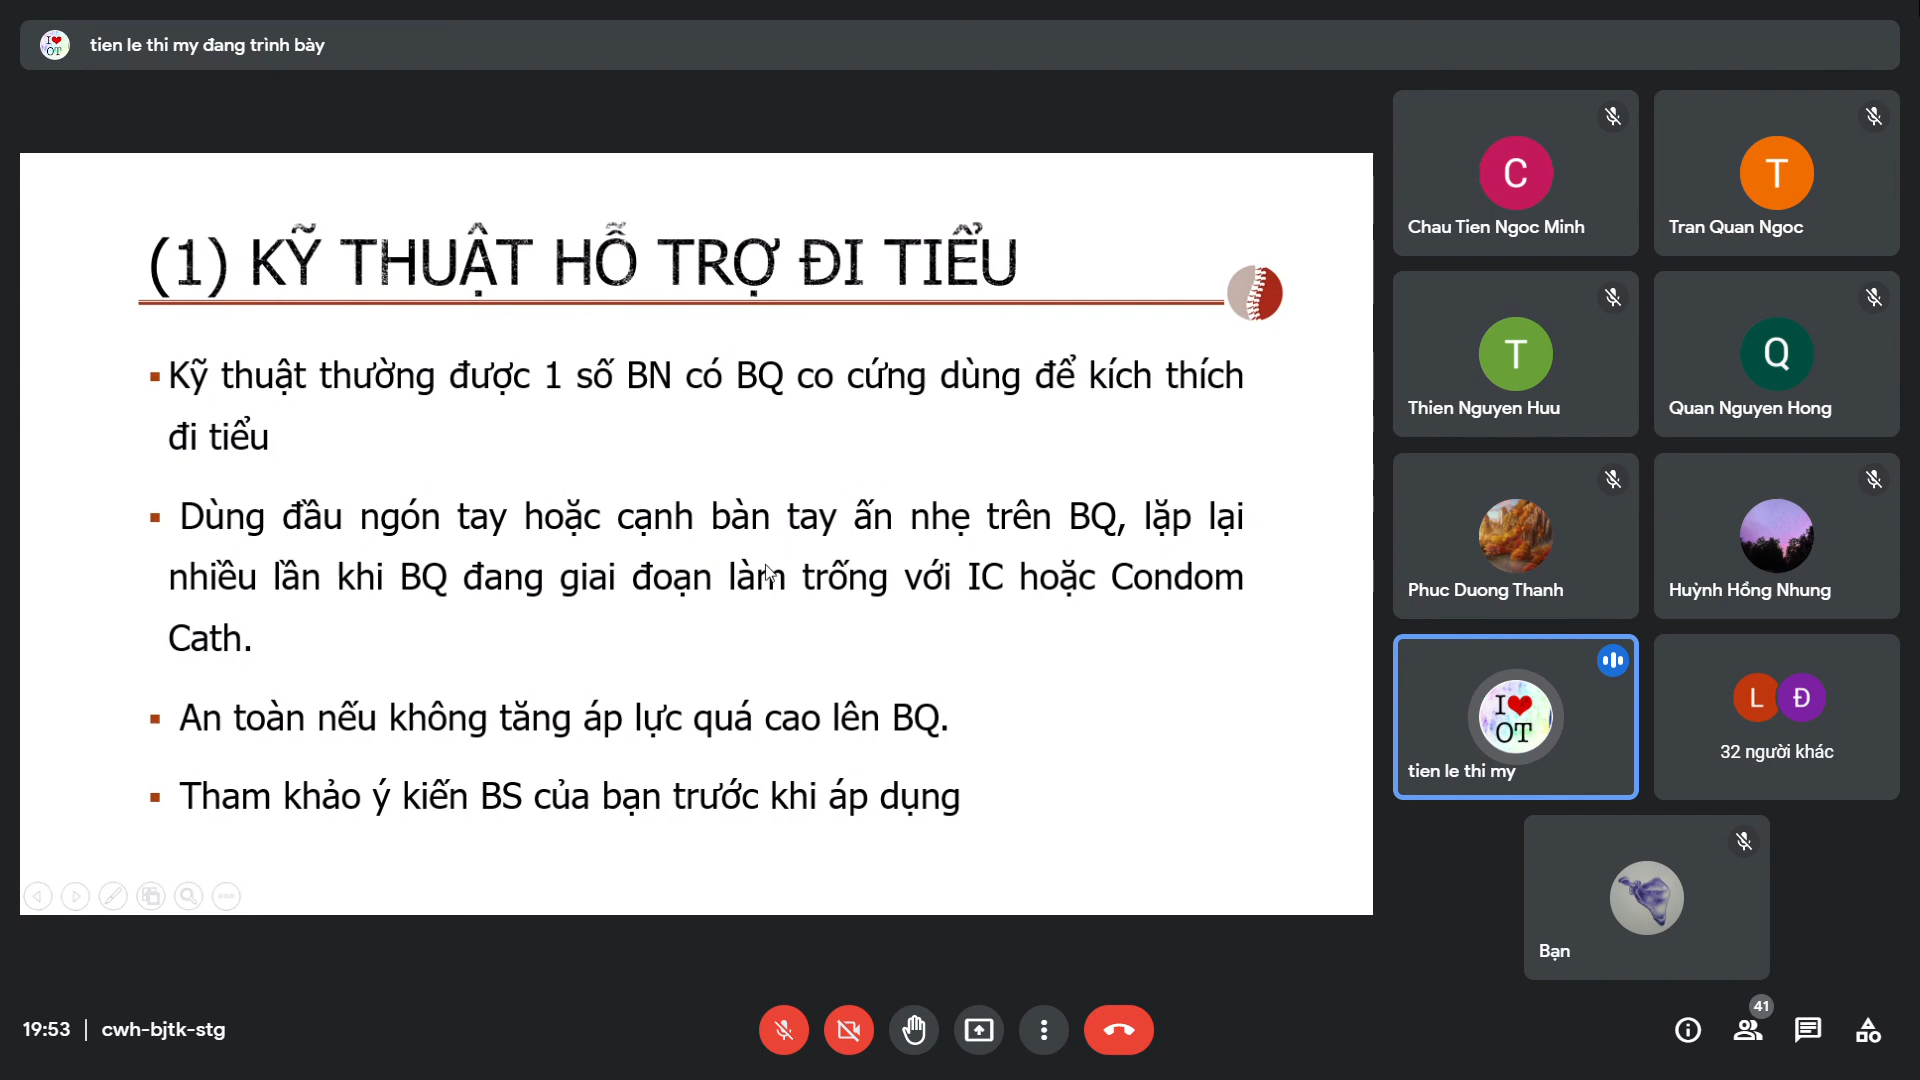 I❤OT
tien le thi my đang trình bày
(1) KỸ THUẬT HỖ TRỢ ĐI TIỂU
▪Kỹ thuật thường được 1 số BN có BQ co cứng dùng để kích thích
đi tiểu
▪ Dùng đầu ngón tay hoặc cạnh bàn tay ấn nhẹ trên BQ, lặp lại
nhiều lần khi BQ đang giai đoạn làm trống với IC hoặc Condom
Cath.
▪ An toàn nếu không tăng áp lực quá cao lên BQ.
▪ Tham khảo ý kiến BS của bạn trước khi áp dụng
C
Chau Tien Ngoc Minh
T
Tran Quan Ngoc
T
Thien Nguyen Huu
Q
Quan Nguyen Hong
Phuc Duong Thanh
Huỳnh Hồng Nhung
I❤
OT
tien le thi my
L Đ
32 người khác
Bạn
19:53 | cwh-bjtk-stg
41